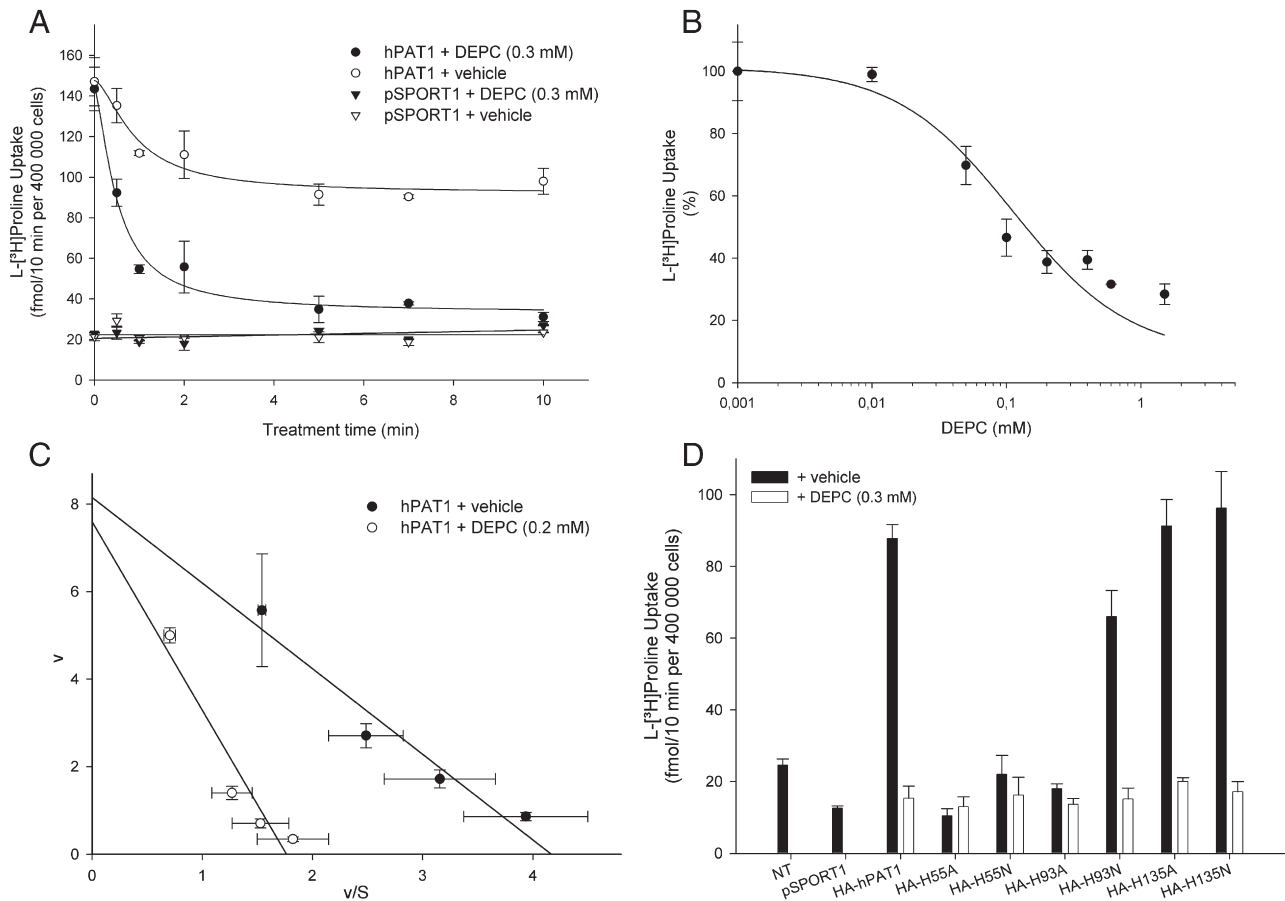 A
L-[³H]Proline Uptake
(fmol/10 min per 400 000 cells)
160
140
120
100
80
60
40
20
0
hPAT1 + DEPC (0.3 mM)
hPAT1 + vehicle
pSPORT1 + DEPC (0.3 mM)
pSPORT1 + vehicle
0 2 4 6 8 10
Treatment time (min)
B
L-[³H]Proline Uptake
(%)
100
80
60
40
20
0
0,001 0,01 0,1 1
DEPC (mM)
C
v
8
6
4
2
0
hPAT1 + vehicle
hPAT1 + DEPC (0.2 mM)
0 1 2 3 4
v/S
D
L-[³H]Proline Uptake
(fmol/10 min per 400 000 cells)
100
80
60
40
20
0
+ vehicle
+ DEPC (0.3 mM)
NT
pSPORT1
HA-hPAT1
HA-H55A
HA-H55N
HA-H93A
HA-H93N
HA-H135A
HA-H135N